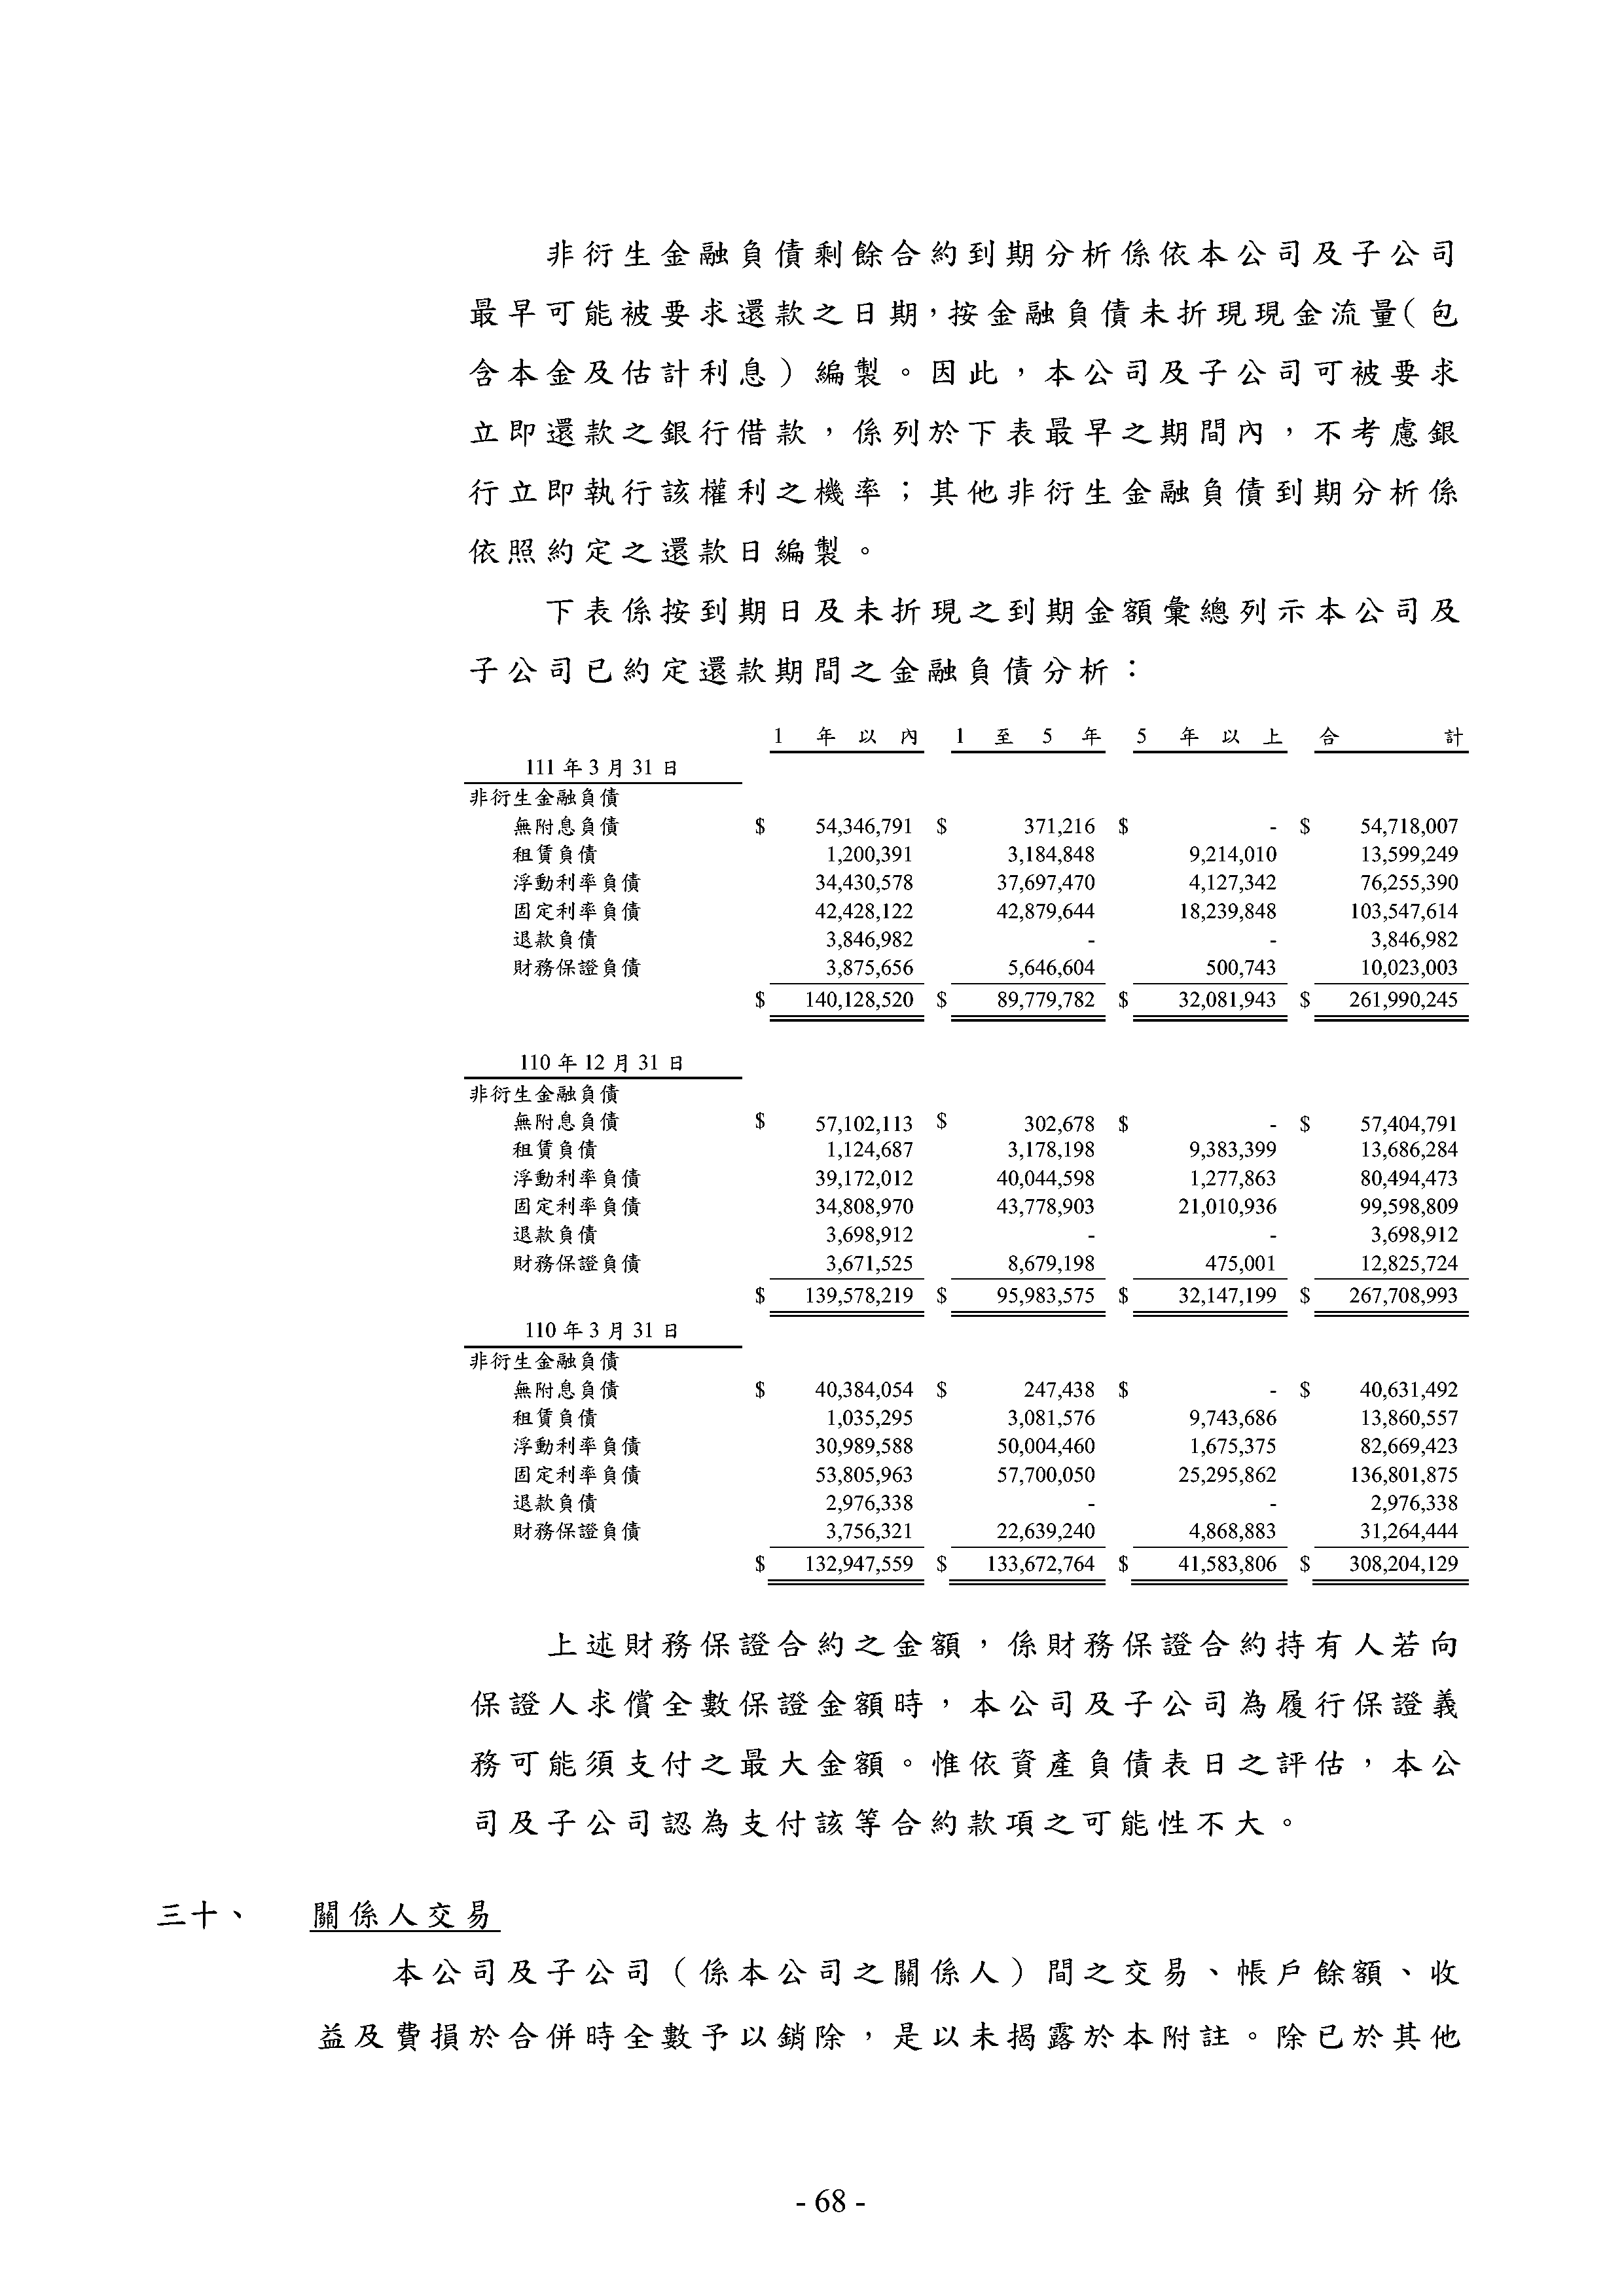 非衍生金融負債剩餘合約到期分析係依本公司及子公司
最早可能被要求還款之日期，按金融負債未折現現金流量（包
含本金及估計利息）編製。因此，本公司及子公司可被要求
立即還款之銀行借款，係列於下表最早之期間內，不考慮銀
行立即執行該權利之機率；其他非衍生金融負債到期分析係
依照約定之還款日編製。
下表係按到期日及未折現之到期金額彙總列示本公司及
子公司已約定還款期間之金融負債分析：
1 年 以 內 1 至 5 年 5 年 以 上 合 計
111 年 3 月 31 日
非衍生金融負債
無附息負債 $ 54,346,791 $ 371,216 $ - $ 54,718,007
租賃負債 1,200,391 3,184,848 9,214,010 13,599,249
浮動利率負債 34,430,578 37,697,470 4,127,342 76,255,390
固定利率負債 42,428,122 42,879,644 18,239,848 103,547,614
退款負債 3,846,982 - - 3,846,982
財務保證負債 3,875,656 5,646,604 500,743 10,023,003
$ 140,128,520 $ 89,779,782 $ 32,081,943 $ 261,990,245
110 年 12 月 31 日
非衍生金融負債
無附息負債 $ 57,102,113 $ 302,678 $ - $ 57,404,791
租賃負債 1,124,687 3,178,198 9,383,399 13,686,284
浮動利率負債 39,172,012 40,044,598 1,277,863 80,494,473
固定利率負債 34,808,970 43,778,903 21,010,936 99,598,809
退款負債 3,698,912 - - 3,698,912
財務保證負債 3,671,525 8,679,198 475,001 12,825,724
$ 139,578,219 $ 95,983,575 $ 32,147,199 $ 267,708,993
110 年 3 月 31 日
非衍生金融負債
無附息負債 $ 40,384,054 $ 247,438 $ - $ 40,631,492
租賃負債 1,035,295 3,081,576 9,743,686 13,860,557
浮動利率負債 30,989,588 50,004,460 1,675,375 82,669,423
固定利率負債 53,805,963 57,700,050 25,295,862 136,801,875
退款負債 2,976,338 - - 2,976,338
財務保證負債 3,756,321 22,639,240 4,868,883 31,264,444
$ 132,947,559 $ 133,672,764 $ 41,583,806 $ 308,204,129
上述財務保證合約之金額，係財務保證合約持有人若向
保證人求償全數保證金額時，本公司及子公司為履行保證義
務可能須支付之最大金額。惟依資產負債表日之評估，本公
司及子公司認為支付該等合約款項之可能性不大。
三十、 關係人交易
本公司及子公司（係本公司之關係人）間之交易、帳戶餘額、收
益及費損於合併時全數予以銷除，是以未揭露於本附註。除已於其他
- 68 -